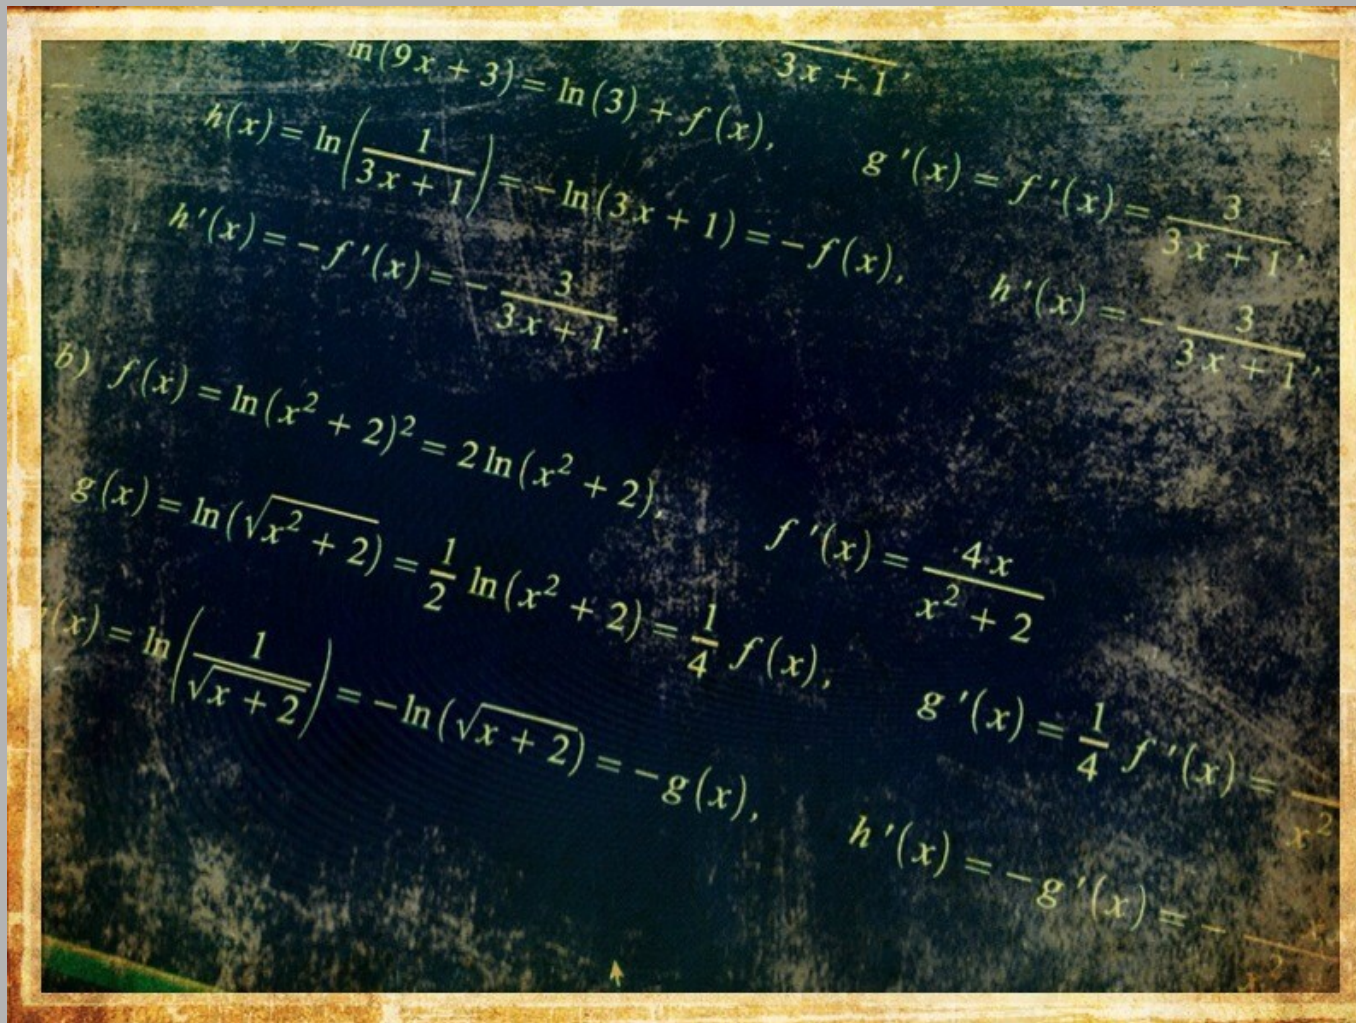 ln(9x + 3) = ln(3) + f(x),   g'(x) = f'(x) = 3/(3x + 1),
3x + 1,
h(x) = ln(1/(3x + 1)) = −ln(3x + 1) = −f(x),   h'(x) = −3/(3x + 1),
h'(x) = −f'(x) = −3/(3x + 1).
b) f(x) = ln(x² + 2)² = 2 ln(x² + 2),   f'(x) = 4x/(x² + 2)
g(x) = ln(√(x² + 2)) = 1/2 ln(x² + 2) = 1/4 f(x),   g'(x) = 1/4 f'(x) =
(x) = ln(1/√(x + 2)) = −ln(√(x + 2)) = −g(x),   h'(x) = −g'(x) = −